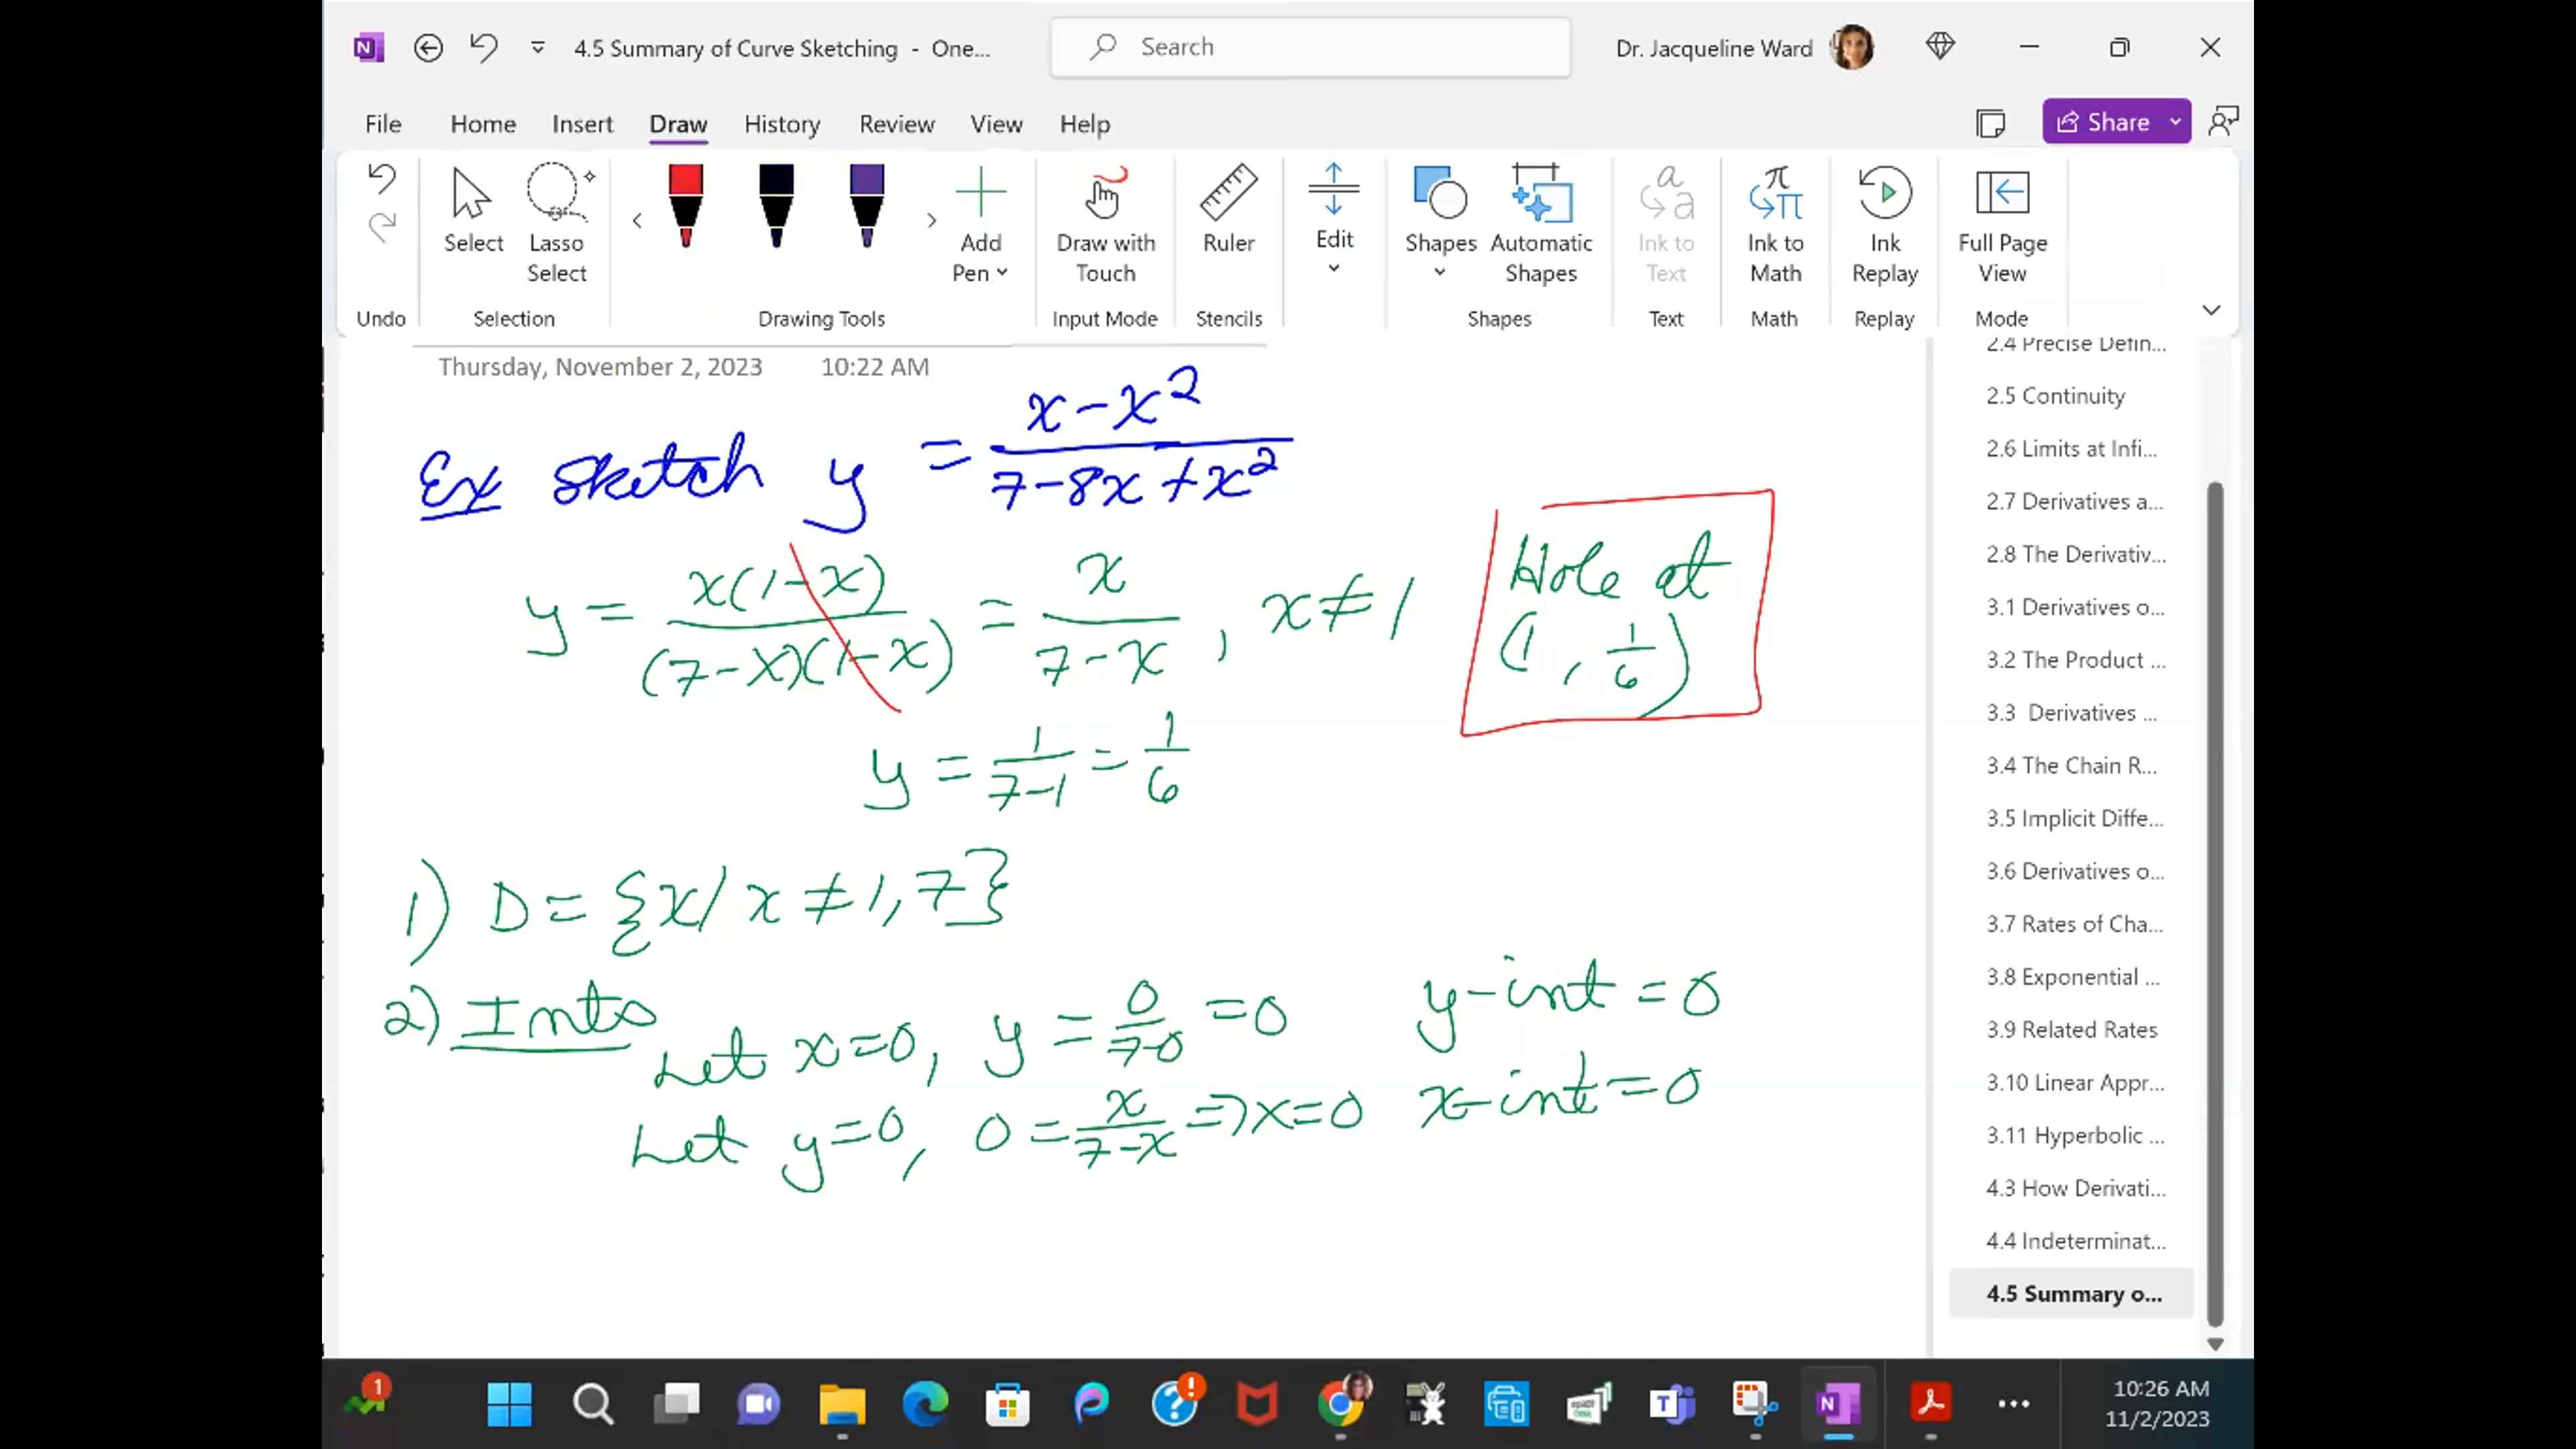 4.5 Summary of Curve Sketching - One...
Search
Dr. Jacqueline Ward
File Home Insert Draw History Review View Help
Share
Select
Lasso Select
Add Pen
Draw with Touch
Ruler
Edit
Shapes
Automatic Shapes
Ink to Text
Ink to Math
Ink Replay
Full Page View
Undo Selection Drawing Tools Input Mode Stencils Shapes Text Math Replay Mode
Thursday, November 2, 2023 10:22 AM
Ex sketch y = (x-x²)/(7-8x+x²)
y = x(1-x)/((7-x)(1-x)) = x/(7-x), x≠1
Hole at
(1, 1/6)
y = 1/(7-1) = 1/6
1) D = {x/ x ≠ 1, 7}
2) Ints
Let x=0, y = 0/(7-0) = 0 y-int = 0
Let y=0, 0 = x/(7-x) => x=0 x-int = 0
2.4 Precise Defin...
2.5 Continuity
2.6 Limits at Infi...
2.7 Derivatives a...
2.8 The Derivativ...
3.1 Derivatives o...
3.2 The Product ...
3.3 Derivatives ...
3.4 The Chain R...
3.5 Implicit Diffe...
3.6 Derivatives o...
3.7 Rates of Cha...
3.8 Exponential ...
3.9 Related Rates
3.10 Linear Appr...
3.11 Hyperbolic ...
4.3 How Derivati...
4.4 Indeterminat...
4.5 Summary o...
1
10:26 AM
11/2/2023